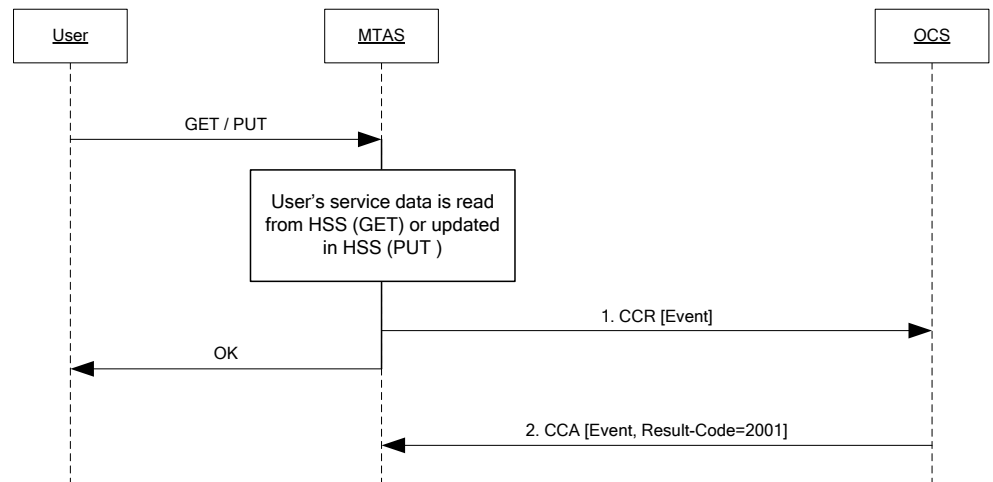 User
MTAS
OCS
GET / PUT
User's service data is read
from HSS (GET) or updated
in HSS (PUT )
1. CCR [Event]
OK
2. CCA [Event, Result-Code=2001]